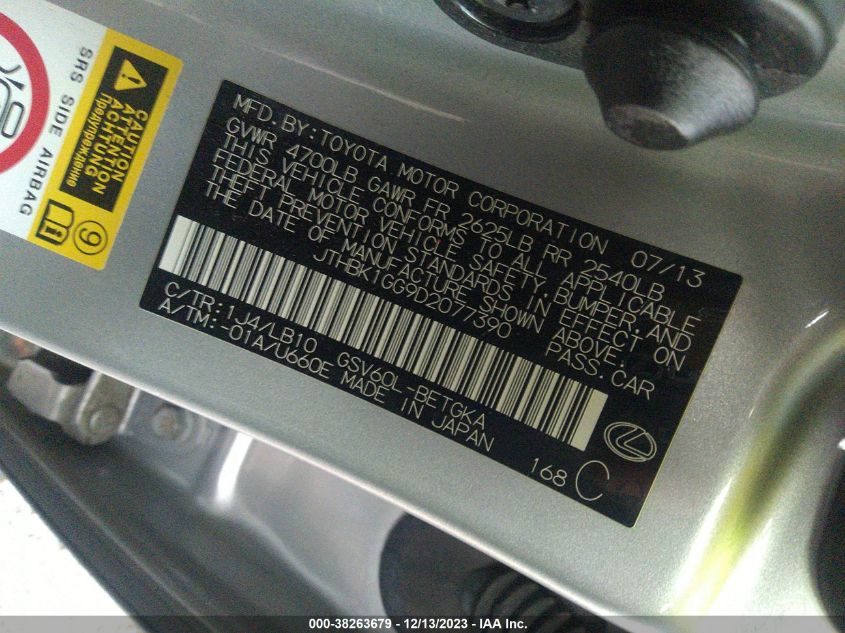 SRS SIDE AIRBAG
CAUTION
ATTENTION
ACHTUNG
Предупреждение
9
MFD. BY: TOYOTA MOTOR CORPORATION 07/13
GVWR 4700LB GAWR FR 2625LB RR 2540LB
THIS VEHICLE CONFORMS TO ALL APPLICABLE
FEDERAL MOTOR VEHICLE SAFETY, BUMPER, AND
THEFT PREVENTION STANDARDS IN EFFECT ON
THE DATE OF MANUFACTURE SHOWN ABOVE.
JTHBK1GG9D2077390 PASS. CAR
C/TR: 1J4/LB10 GSV60L-BETGKA
A/TM: -01A/U660E MADE IN JAPAN
168 C
000-38263679 - 12/13/2023 - IAA Inc.